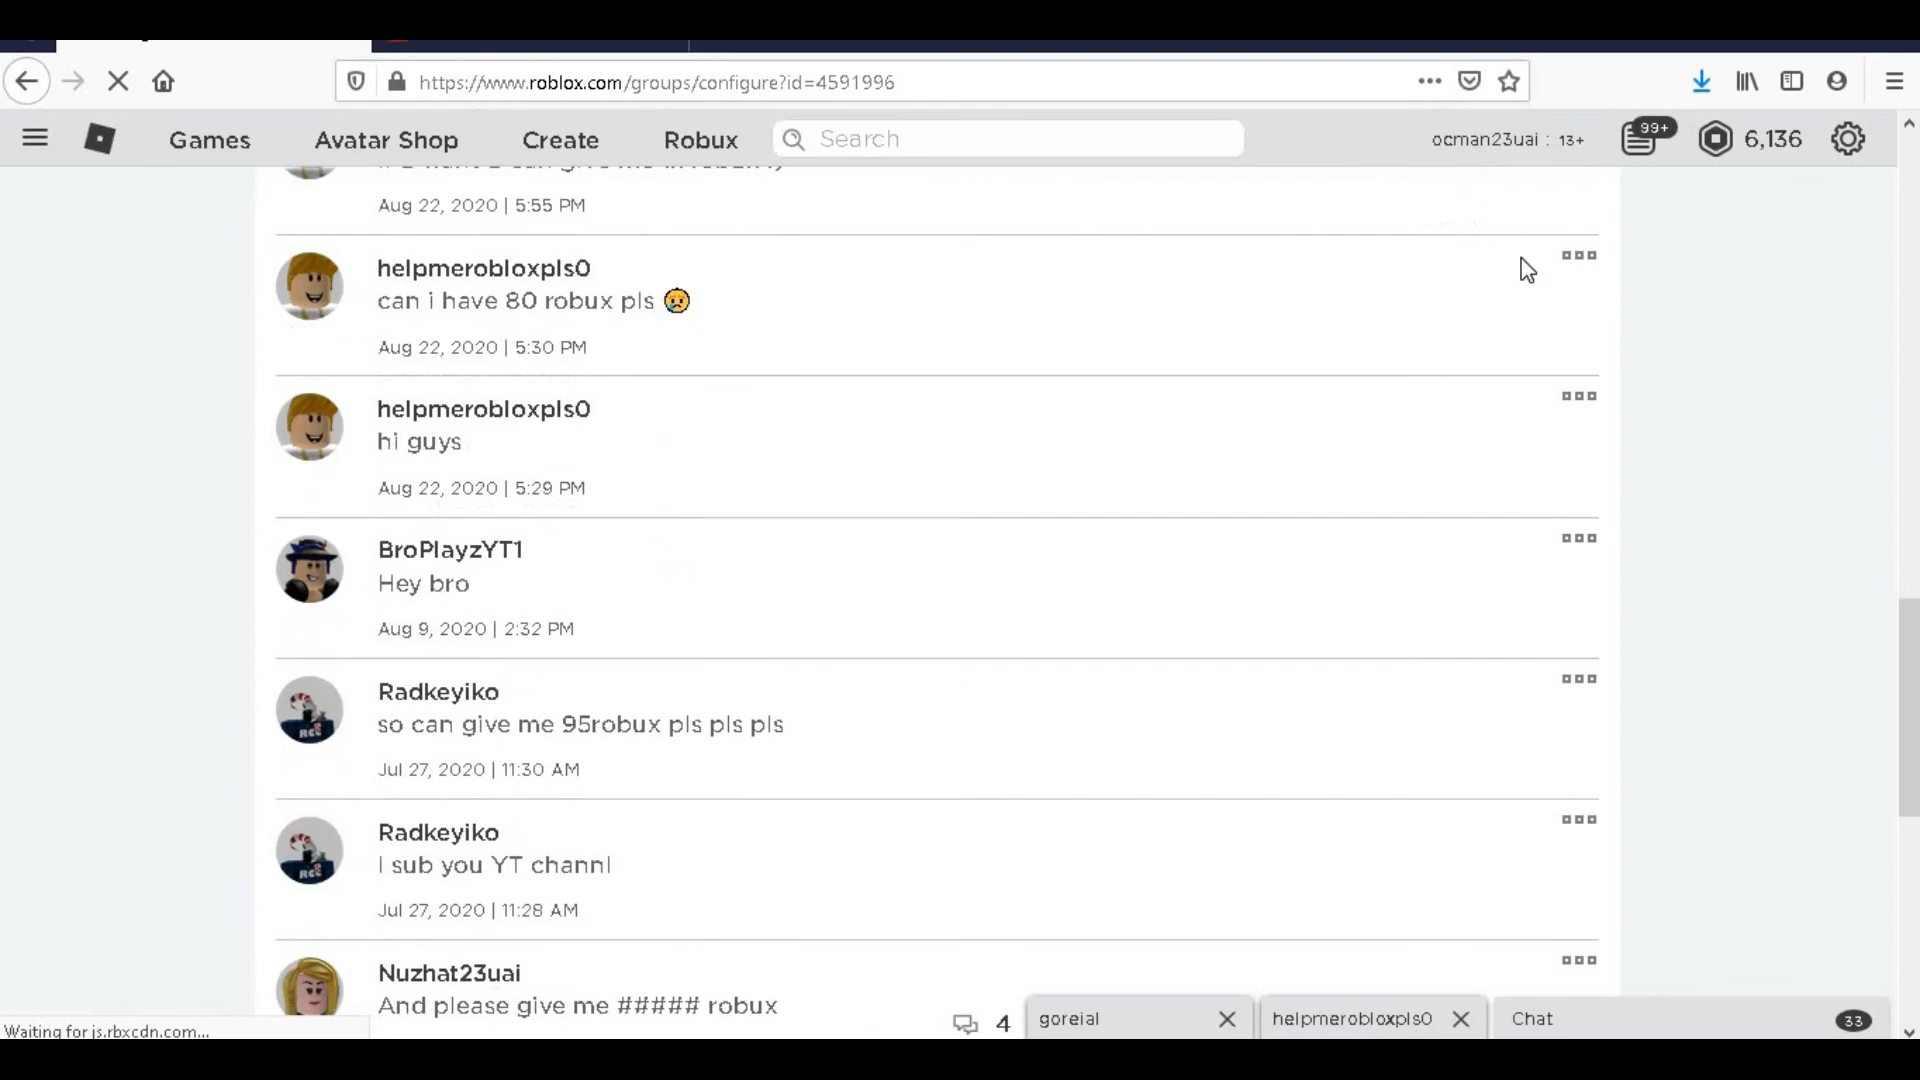 https://www.roblox.com/groups/configure?id=4591996
Games
Avatar Shop
Create
Robux
Search
ocman23uai : 13+
99+
6,136
Aug 22, 2020 | 5:55 PM
helpmerobloxpls0
can i have 80 robux pls 😢
Aug 22, 2020 | 5:30 PM
helpmerobloxpls0
hi guys
Aug 22, 2020 | 5:29 PM
BroPlayzYT1
Hey bro
Aug 9, 2020 | 2:32 PM
Radkeyiko
so can give me 95robux pls pls pls
Jul 27, 2020 | 11:30 AM
Radkeyiko
I sub you YT channl
Jul 27, 2020 | 11:28 AM
Nuzhat23uai
And please give me ##### robux
Waiting for js.rbxcdn.com...
4
goreial
helpmerobloxpls0
Chat
33